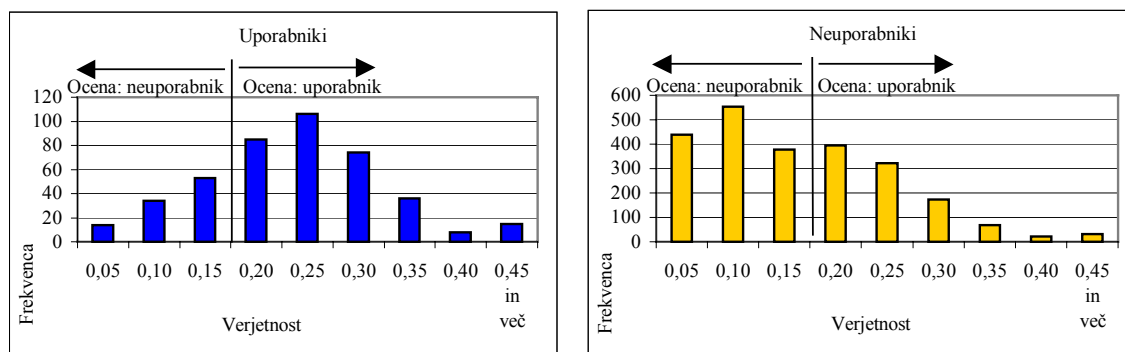 Uporabniki
Ocena: neuporabnik
Ocena: uporabnik
120
100
80
60
40
20
0
0,05 0,10 0,15 0,20 0,25 0,30 0,35 0,40 0,45
in
več
Frekvenca
Verjetnost
Neuporabniki
Ocena: neuporabnik
Ocena: uporabnik
600
500
400
300
200
100
0
0,05 0,10 0,15 0,20 0,25 0,30 0,35 0,40 0,45
in
več
Frekvenca
Verjetnost